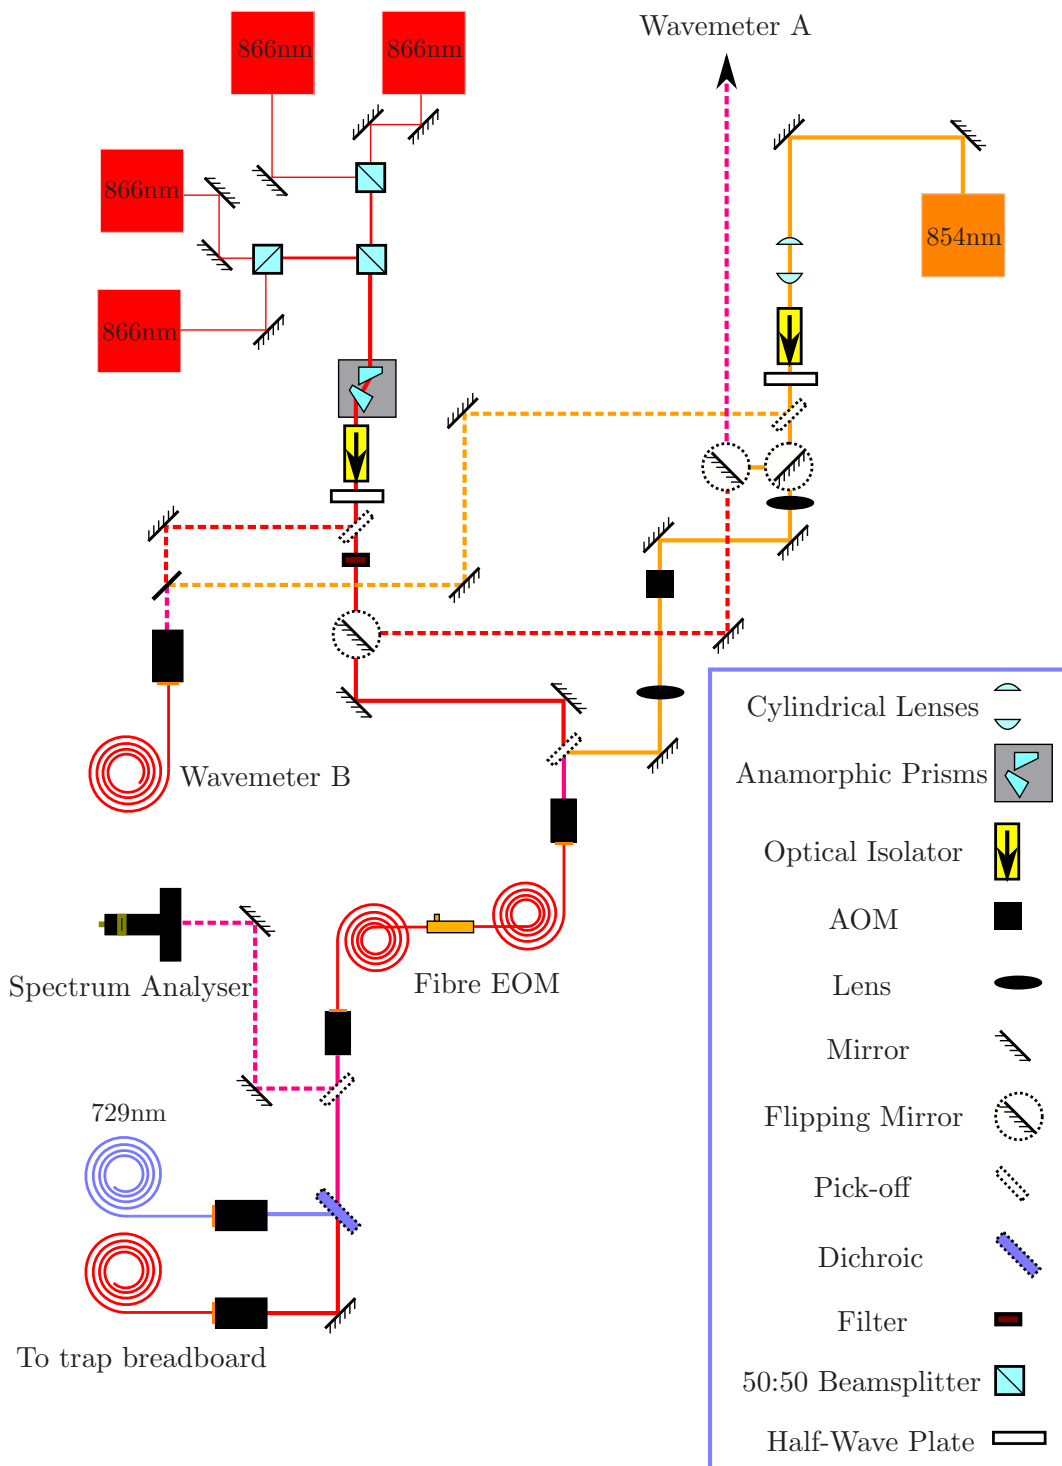 Wavemeter A
866nm
866nm
866nm
854nm
866nm
Cylindrical Lenses
Wavemeter B
Anamorphic Prisms
Optical Isolator
AOM
Spectrum Analyser
Fibre EOM
Lens
Mirror
729nm
Flipping Mirror
Pick-off
Dichroic
Filter
To trap breadboard
50:50 Beamsplitter
Half-Wave Plate